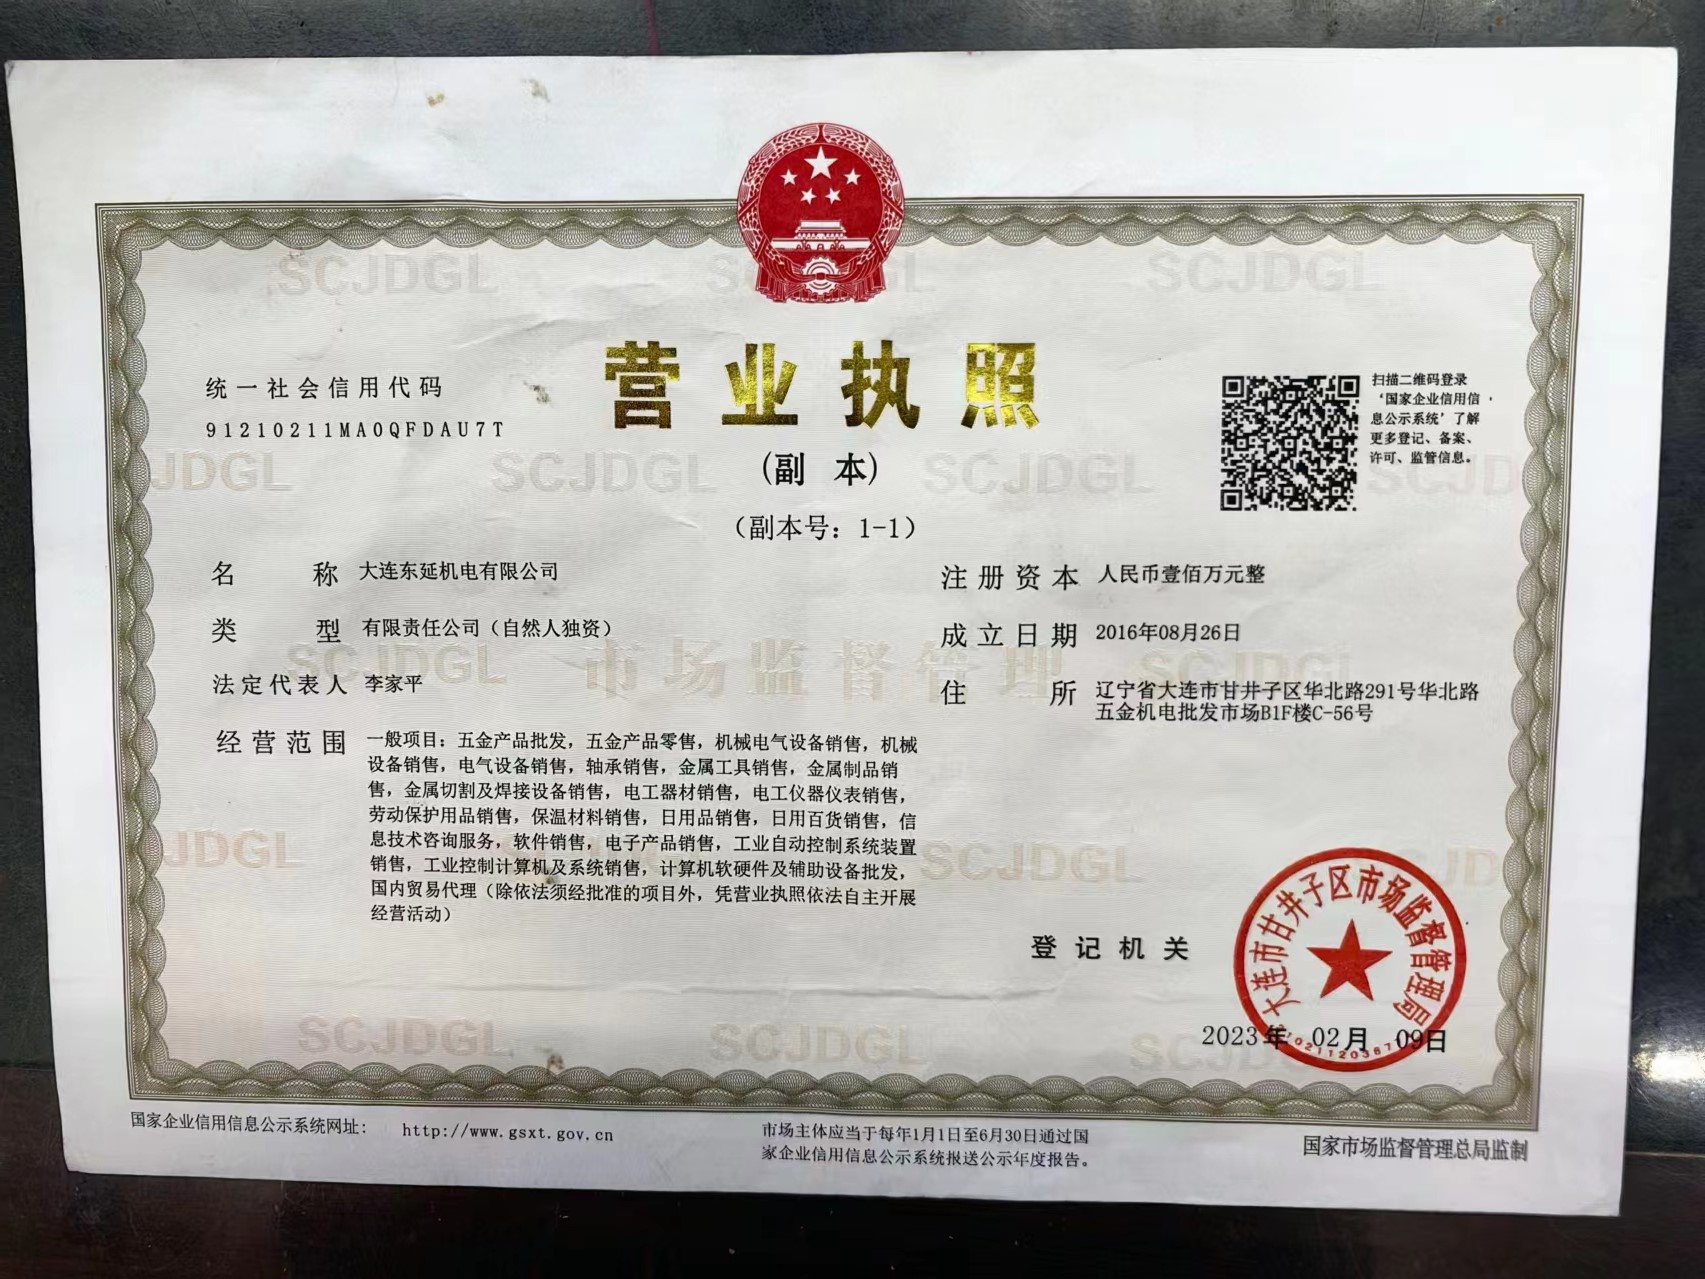 营业执照
(副 本)
(副本号：1-1)
统一社会信用代码
91210211MA0QFDAU7T
扫描二维码登录
‘国家企业信用信
息公示系统’了解
更多登记、备案、
许可、监管信息。
名 称 大连东延机电有限公司
类 型 有限责任公司（自然人独资）
法定代表人 李家平
经营范围 一般项目：五金产品批发，五金产品零售，机械电气设备销售，机械
设备销售，电气设备销售，轴承销售，金属工具销售，金属制品销
售，金属切割及焊接设备销售，电工器材销售，电工仪器仪表销售，
劳动保护用品销售，保温材料销售，日用品销售，日用百货销售，信
息技术咨询服务，软件销售，电子产品销售，工业自动控制系统装置
销售，工业控制计算机及系统销售，计算机软硬件及辅助设备批发，
国内贸易代理（除依法须经批准的项目外，凭营业执照依法自主开展
经营活动）
注册资本 人民币壹佰万元整
成立日期 2016年08月26日
住 所 辽宁省大连市甘井子区华北路291号华北路
五金机电批发市场B1F楼C-56号
登记机关
大连市甘井子区市场监督管理局
2023年 02月 09日
SCJDGL
市场监督管理
国家企业信用信息公示系统网址： http://www.gsxt.gov.cn
市场主体应当于每年1月1日至6月30日通过国
家企业信用信息公示系统报送公示年度报告。
国家市场监督管理总局监制